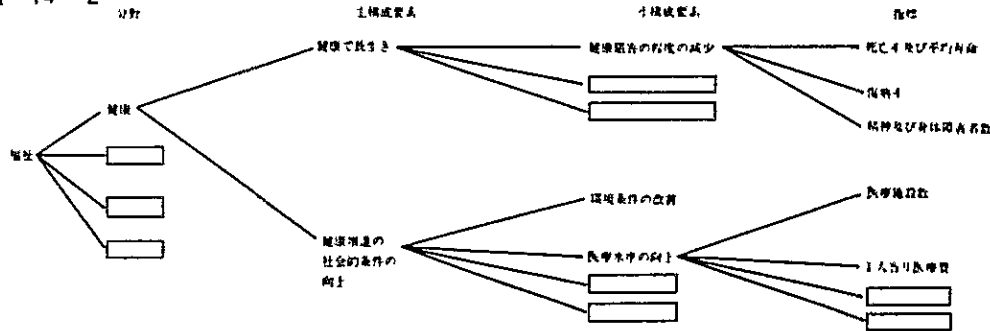 分野 主構成要素 子構成要素 指標
健康で長生き 健康阻害の程度の減少 死亡率及び平均寿命
傷病率
健康
精神及び身体障害者数
福祉
環境条件の改善 医療施設数
健康増進の
社会的条件の
向上
医療水準の向上 1人当り医療費